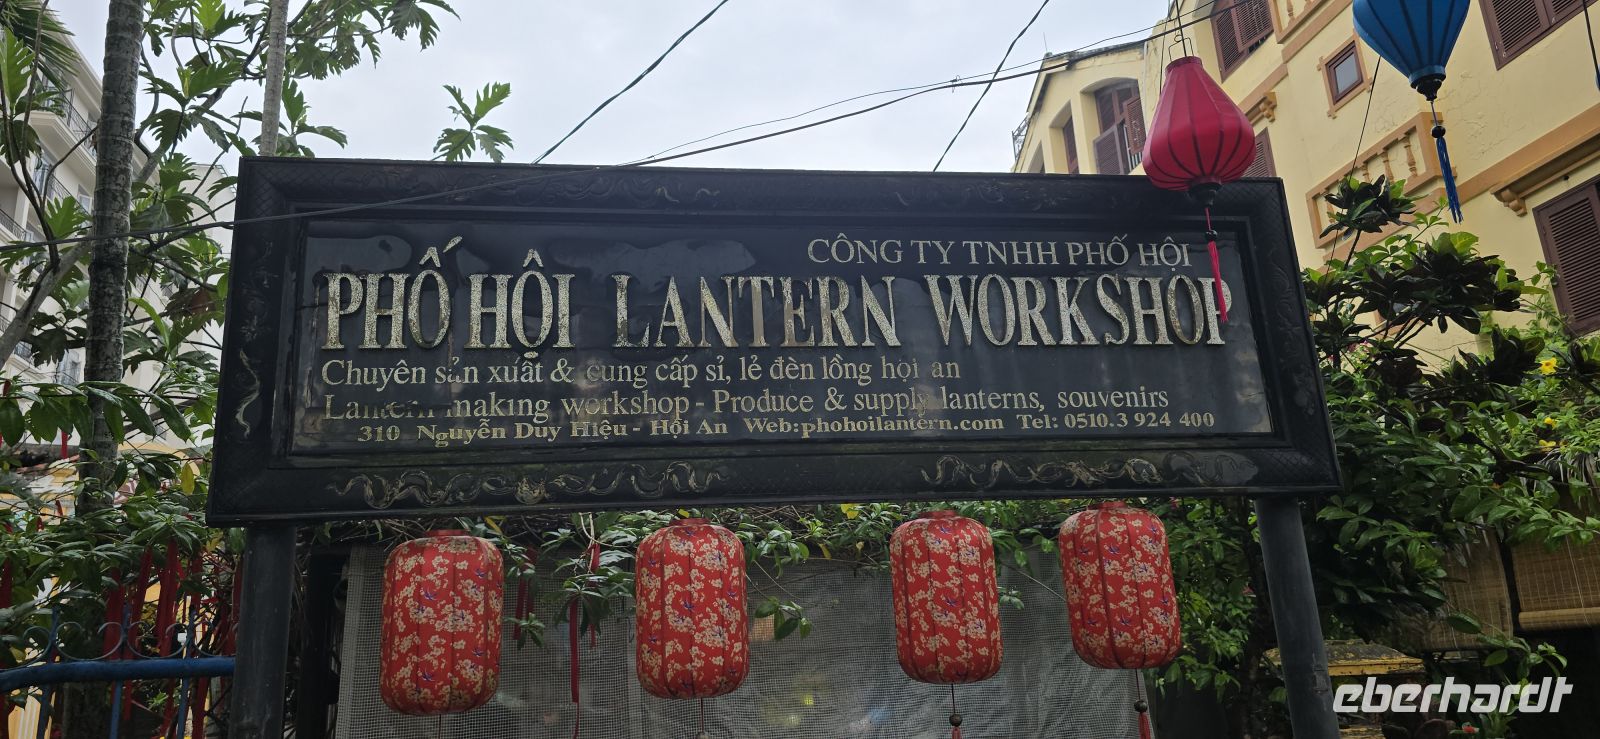 CÔNG TY TNHH PHỐ HỘI
PHỐ HỘI LANTERN WORKSHOP
Chuyên sản xuất & cung cấp sỉ, lẻ đèn lồng hội an
Lantern making workshop - Produce & supply lanterns, souvenirs
310 Nguyễn Duy Hiệu - Hội An Web:phohoilantern.com Tel: 0510.3 924 400
eberhardt